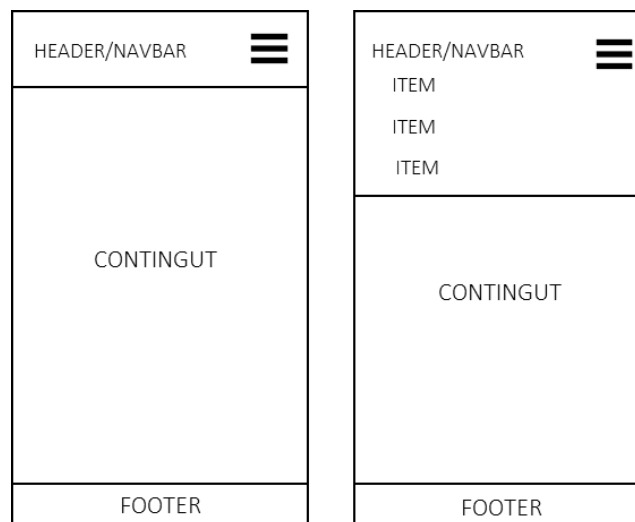 HEADER/NAVBAR
CONTINGUT
FOOTER
HEADER/NAVBAR
ITEM
ITEM
ITEM
CONTINGUT
FOOTER